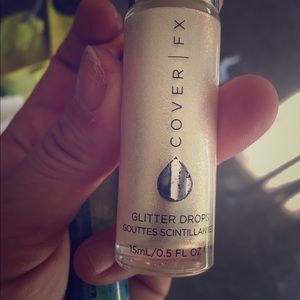 COVER | FX
GLITTER DROPS
GOUTTES SCINTILLANTES
15mL/0.5 FL OZ